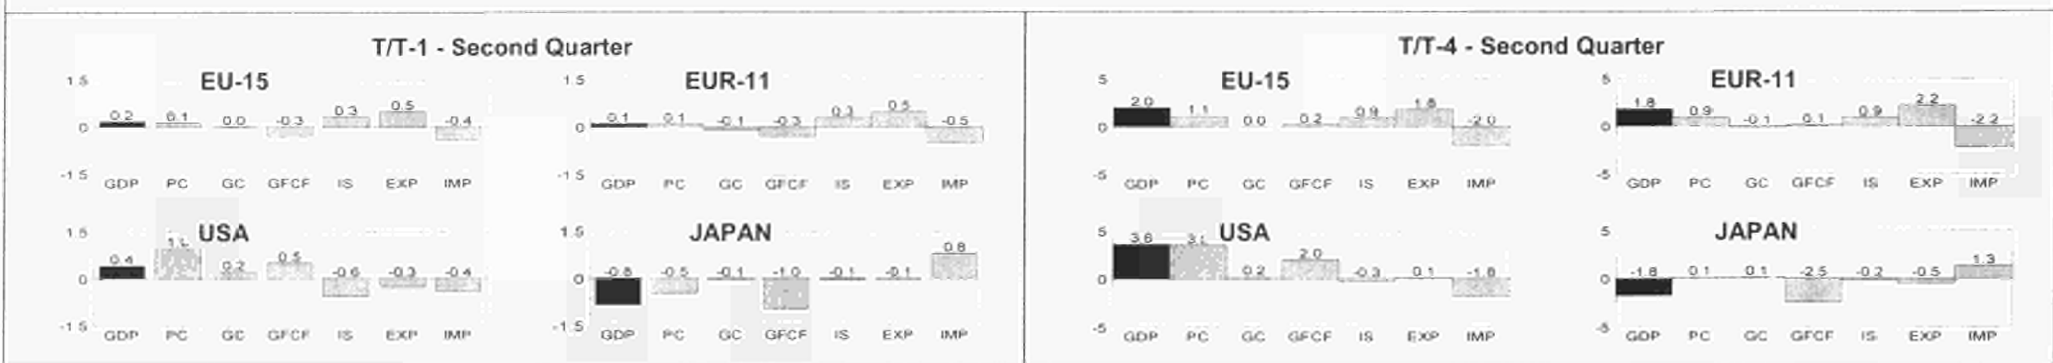 T/T-1 - Second Quarter
EU-15
1.5
0.2 0.1 0.0 -0.3 0.3 0.5 -0.4
0
-1.5
GDP PC GC GFCF IS EXP IMP
EUR-11
1.5
0.1 0.1 -0.1 -0.3 0.3 0.5 -0.5
0
-1.5
GDP PC GC GFCF IS EXP IMP
USA
1.5
0.4 0.2 0.5 -0.6 -0.3 -0.4
0
-1.5
GDP PC GC GFCF IS EXP IMP
JAPAN
1.5
-0.8 -0.5 -0.1 -1.0 -0.1 -0.1 0.8
0
-1.5
GDP PC GC GFCF IS EXP IMP
T/T-4 - Second Quarter
EU-15
5
2.0 1.1 0.0 0.2 0.9 1.8 -2.0
0
-5
GDP PC GC GFCF IS EXP IMP
EUR-11
5
1.8 0.9 -0.1 0.1 0.9 2.2 -2.2
0
-5
GDP PC GC GFCF IS EXP IMP
USA
5
3.6 0.2 2.0 -0.3 0.1 -1.8
0
-5
GDP PC GC GFCF IS EXP IMP
JAPAN
5
-1.8 0.1 0.1 -2.5 -0.2 -0.5 1.3
0
-5
GDP PC GC GFCF IS EXP IMP